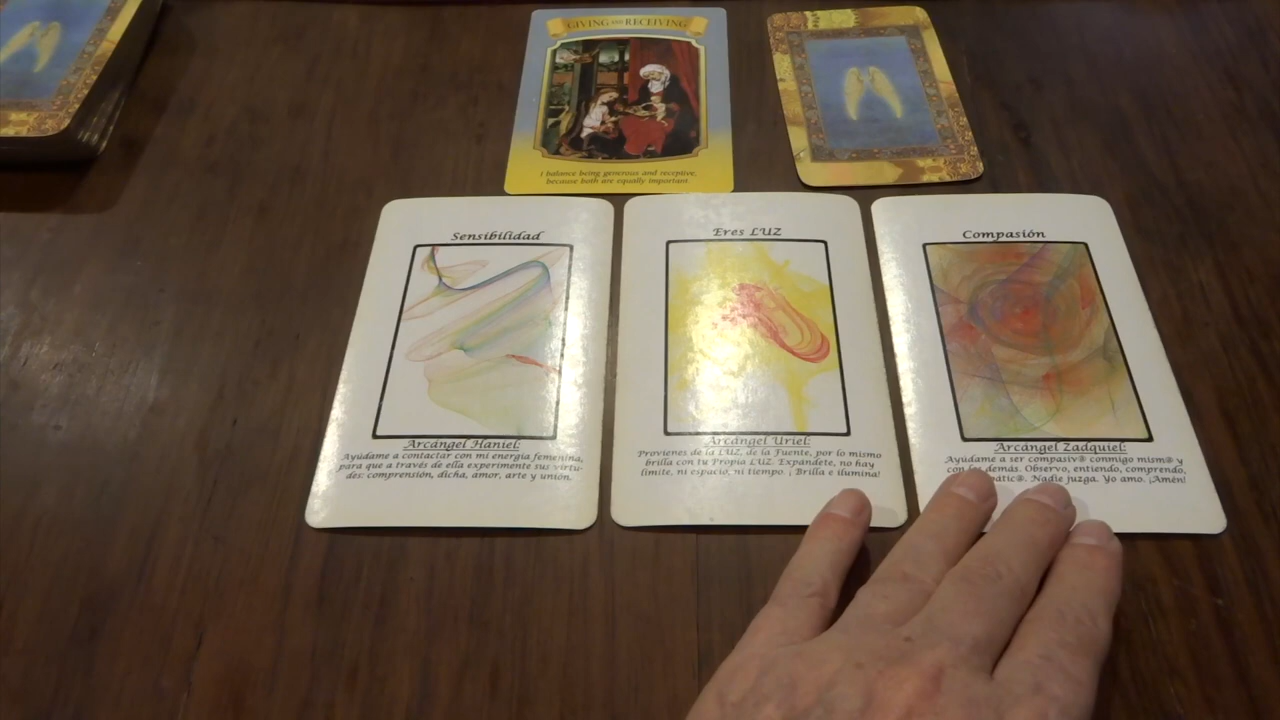 GIVING AND RECEIVING
I balance being generous and receptive,
because both are equally important.
Sensibilidad
Arcángel Haniel:
Ayúdame a contactar con mi energía femenina,
para que a través de ella experimente sus virtu-
des: comprensión, dicha, amor, arte y unión.
Eres LUZ
Arcángel Uriel:
Provienes de la LUZ, de la Fuente, por lo mismo
brilla con tu Propia LUZ. Expándete, no hay
límite, ni espacio, ni tiempo. ¡Brilla e ilumina!
Compasión
Arcángel Zadquiel:
Ayúdame a ser compasiv@ conmigo mism@ y
con los demás. Observo, entiendo, comprendo,
Nadie juzga. Yo amo. ¡Amén!